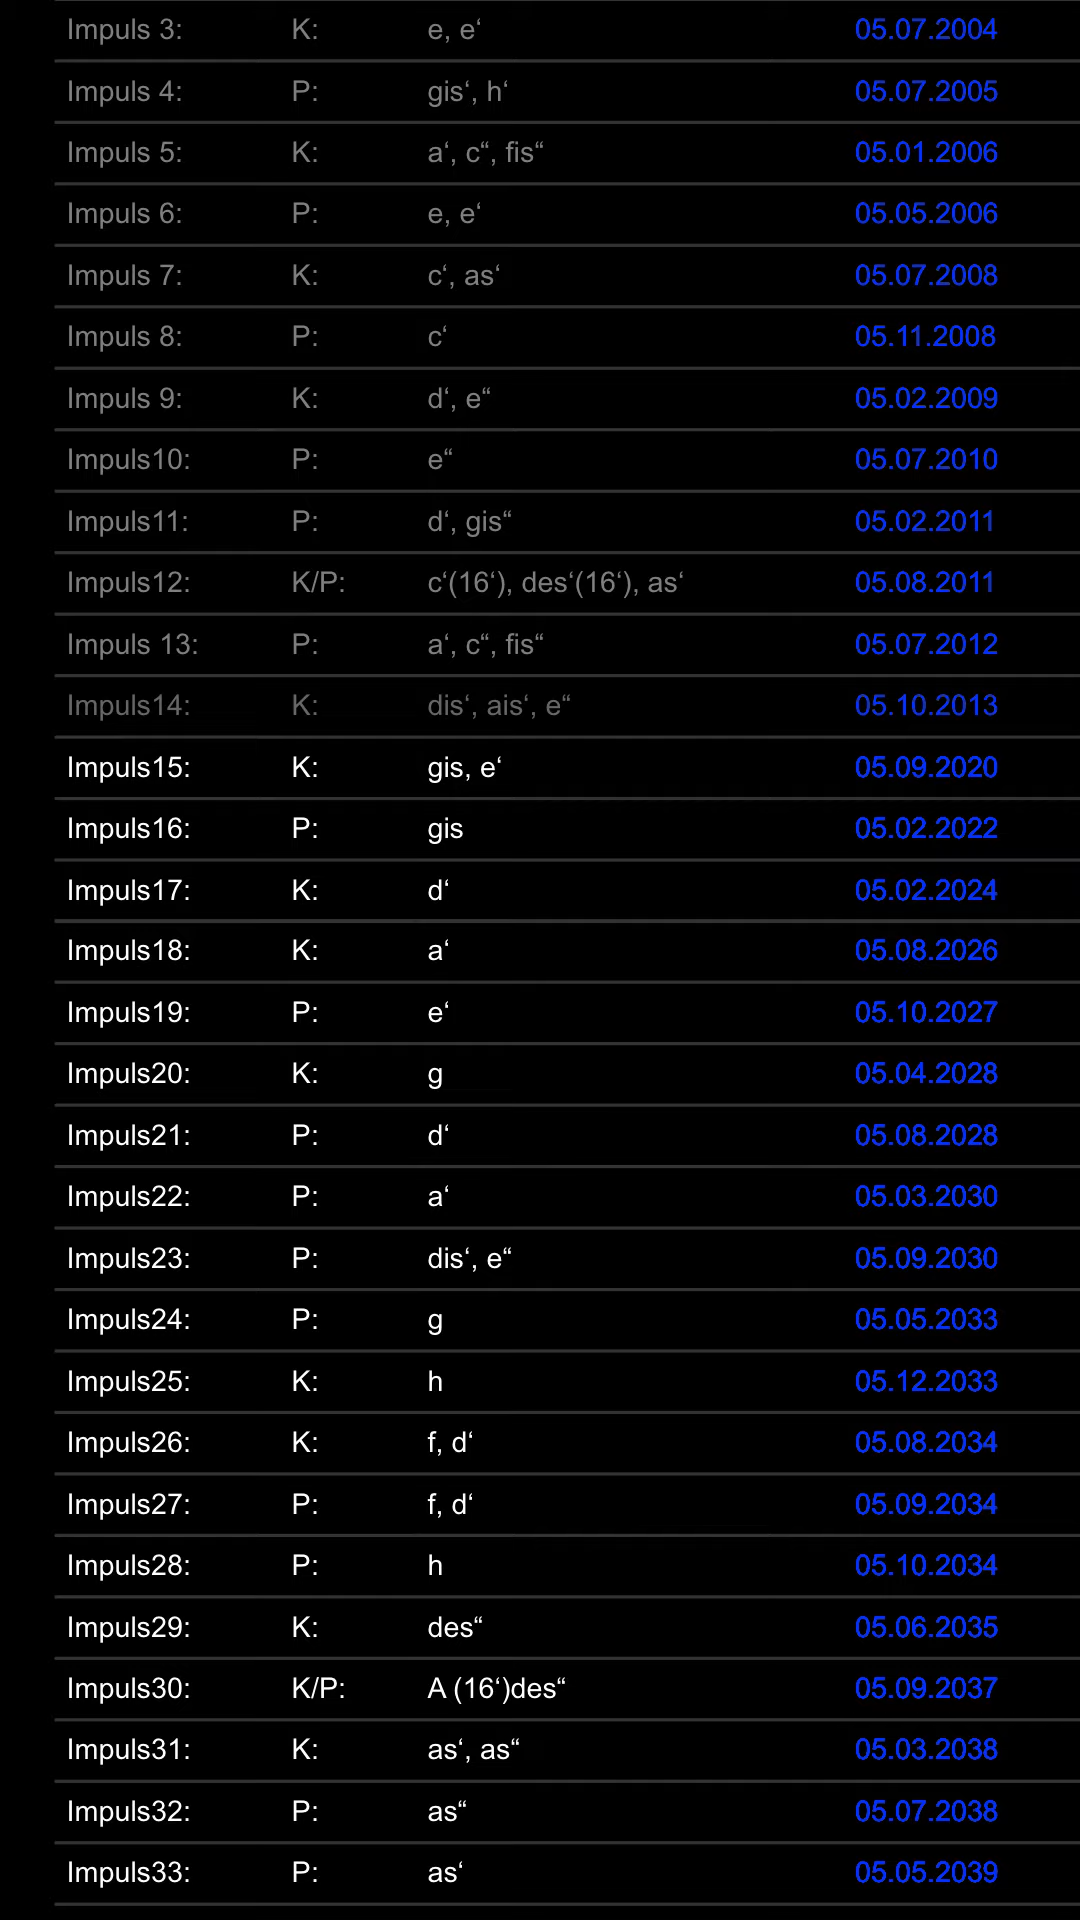 Impuls 3: K: e, e‘ 05.07.2004
Impuls 4: P: gis‘, h‘ 05.07.2005
Impuls 5: K: a‘, c“, fis“ 05.01.2006
Impuls 6: P: e, e‘ 05.05.2006
Impuls 7: K: c‘, as‘ 05.07.2008
Impuls 8: P: c‘ 05.11.2008
Impuls 9: K: d‘, e“ 05.02.2009
Impuls10: P: e“ 05.07.2010
Impuls11: P: d‘, gis“ 05.02.2011
Impuls12: K/P: c‘(16‘), des‘(16‘), as‘ 05.08.2011
Impuls 13: P: a‘, c“, fis“ 05.07.2012
Impuls14: K: dis‘, ais‘, e“ 05.10.2013
Impuls15: K: gis, e‘ 05.09.2020
Impuls16: P: gis 05.02.2022
Impuls17: K: d‘ 05.02.2024
Impuls18: K: a‘ 05.08.2026
Impuls19: P: e‘ 05.10.2027
Impuls20: K: g 05.04.2028
Impuls21: P: d‘ 05.08.2028
Impuls22: P: a‘ 05.03.2030
Impuls23: P: dis‘, e“ 05.09.2030
Impuls24: P: g 05.05.2033
Impuls25: K: h 05.12.2033
Impuls26: K: f, d‘ 05.08.2034
Impuls27: P: f, d‘ 05.09.2034
Impuls28: P: h 05.10.2034
Impuls29: K: des“ 05.06.2035
Impuls30: K/P: A (16‘)des“ 05.09.2037
Impuls31: K: as‘, as“ 05.03.2038
Impuls32: P: as“ 05.07.2038
Impuls33: P: as‘ 05.05.2039